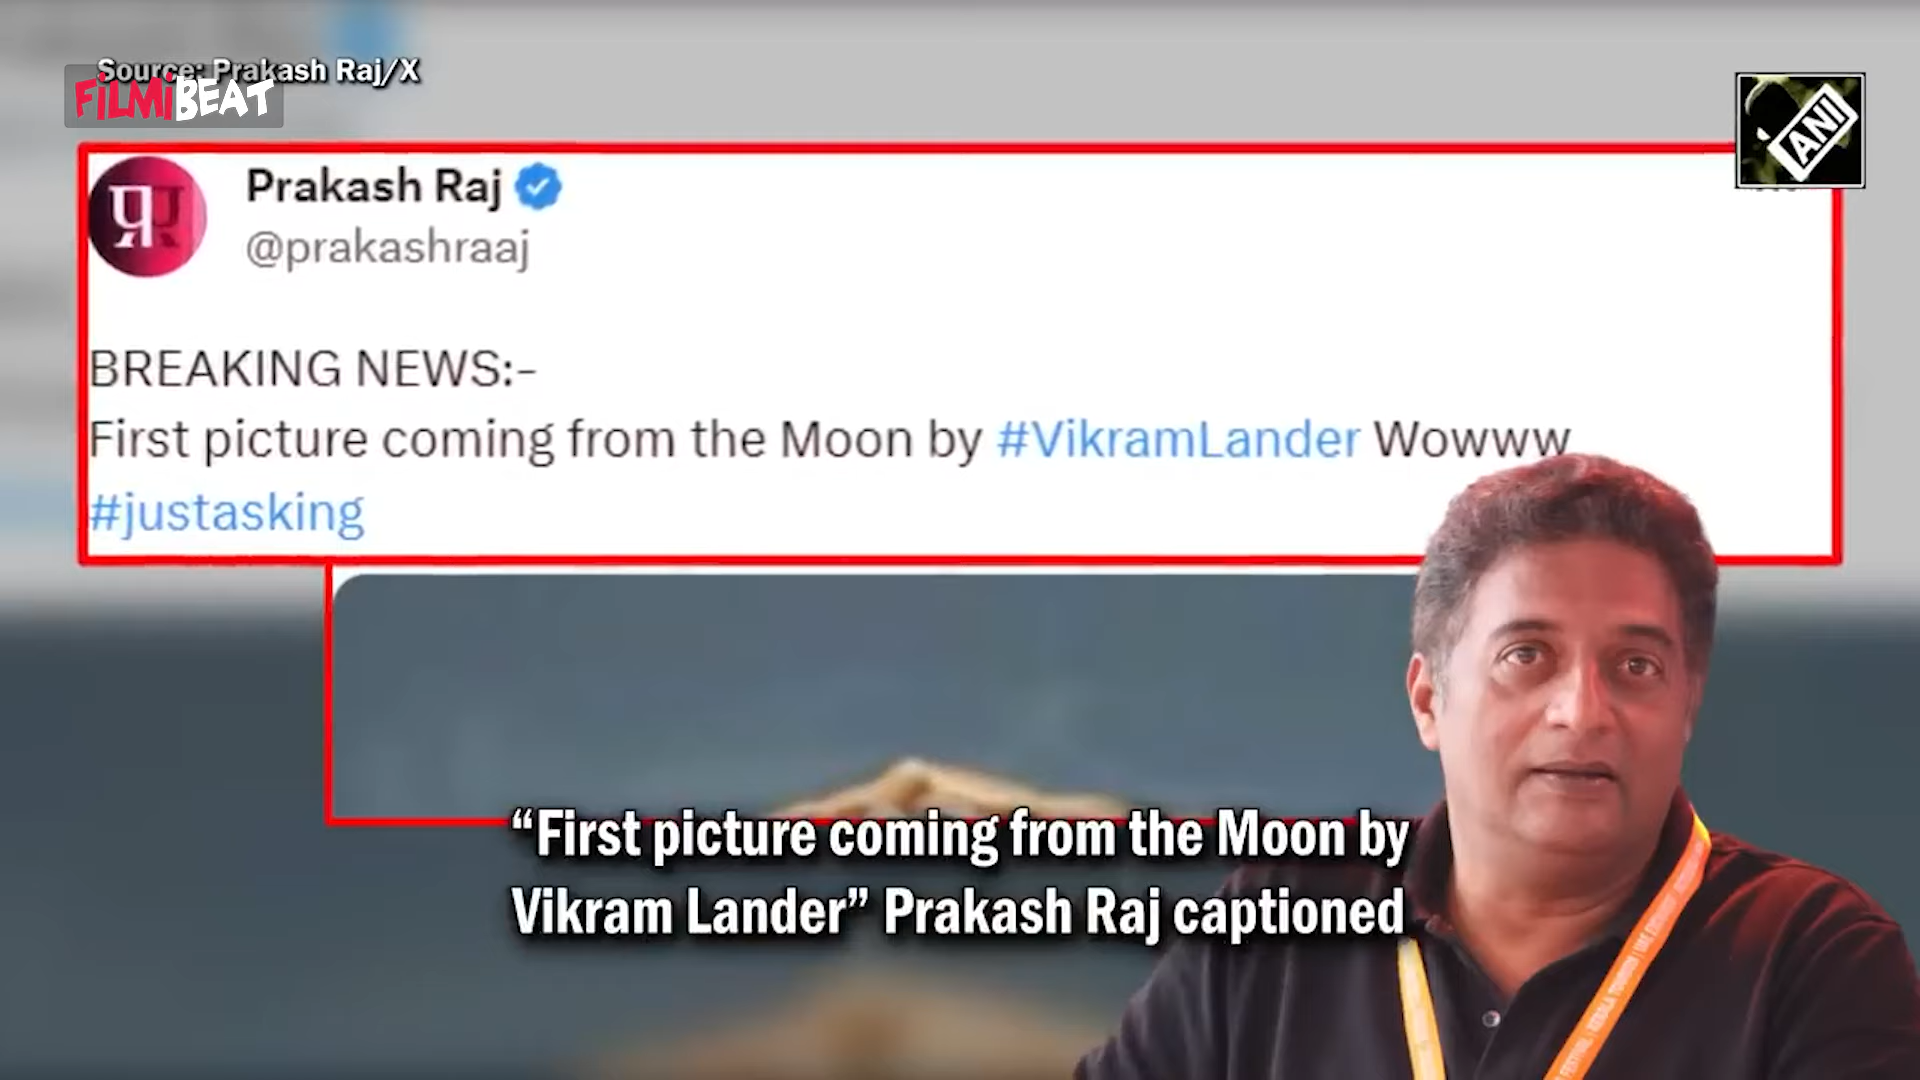 Source: Prakash Raj/X
FiLMiBEAT
ANI
Prakash Raj
@prakashraaj
BREAKING NEWS:-
First picture coming from the Moon by #VikramLander Wowww
#justasking
“First picture coming from the Moon by
Vikram Lander” Prakash Raj captioned